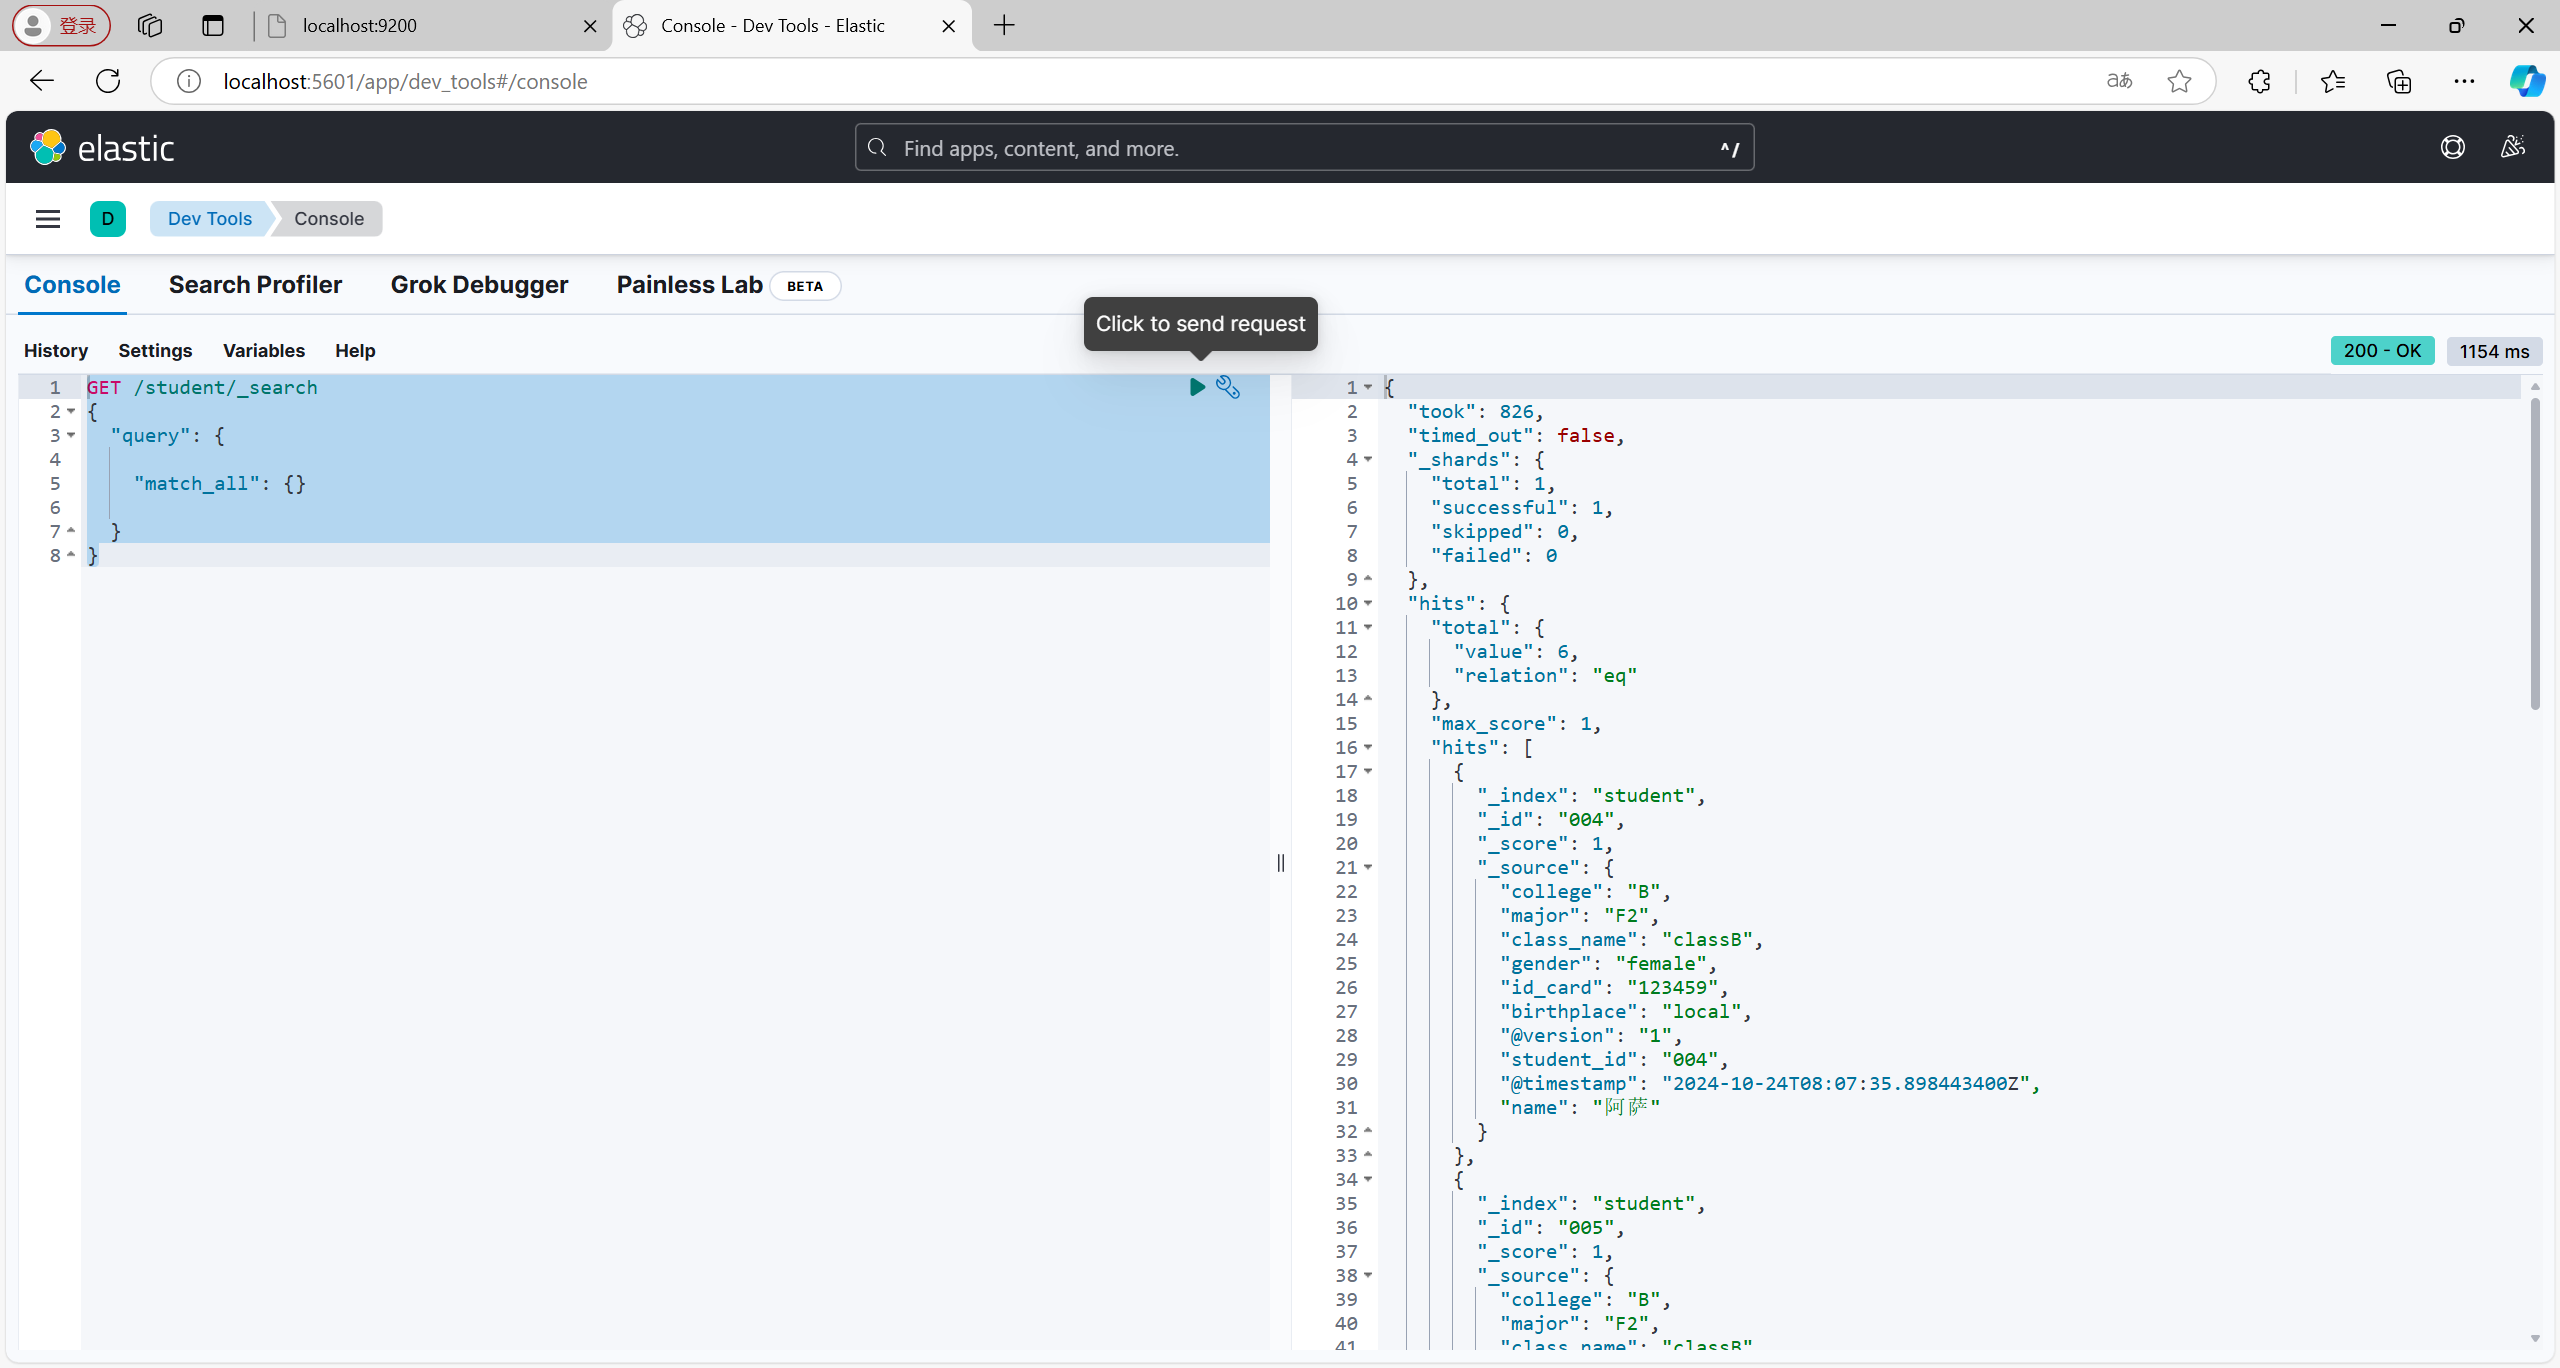 登录
localhost:9200
Console - Dev Tools - Elastic
localhost:5601/app/dev_tools#/console
aあ
elastic
Find apps, content, and more.
^/
D
Dev Tools
Console
Console
Search Profiler
Grok Debugger
Painless Lab
BETA
Click to send request
History
Settings
Variables
Help
200 - OK
1154 ms
1 GET /student/_search
2 {
3 "query": {
4
5 "match_all": {}
6
7 }
8 }
1 {
2 "took": 826,
3 "timed_out": false,
4 "_shards": {
5 "total": 1,
6 "successful": 1,
7 "skipped": 0,
8 "failed": 0
9 },
10 "hits": {
11 "total": {
12 "value": 6,
13 "relation": "eq"
14 },
15 "max_score": 1,
16 "hits": [
17 {
18 "_index": "student",
19 "_id": "004",
20 "_score": 1,
21 "_source": {
22 "college": "B",
23 "major": "F2",
24 "class_name": "classB",
25 "gender": "female",
26 "id_card": "123459",
27 "birthplace": "local",
28 "@version": "1",
29 "student_id": "004",
30 "@timestamp": "2024-10-24T08:07:35.898443400Z",
31 "name": "阿萨"
32 }
33 },
34 {
35 "_index": "student",
36 "_id": "005",
37 "_score": 1,
38 "_source": {
39 "college": "B",
40 "major": "F2",
41 "class_name": "classB"